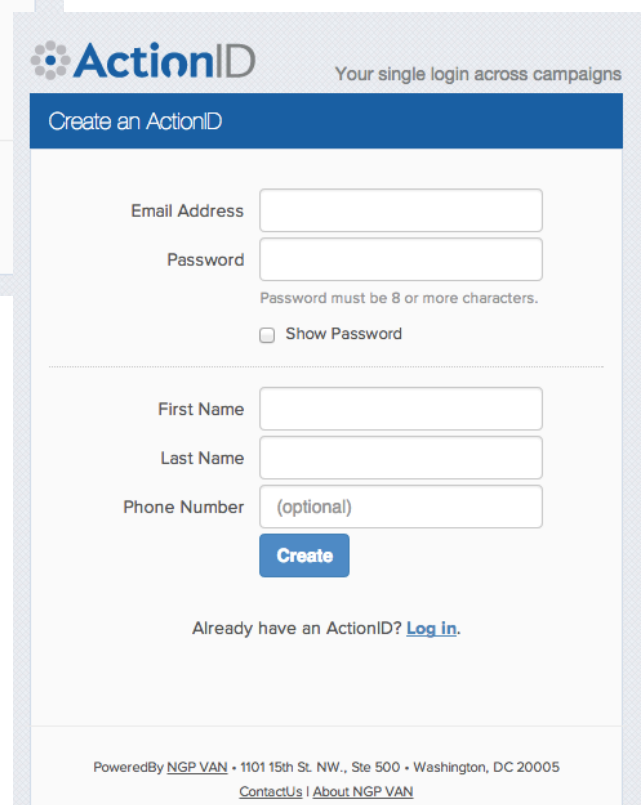 ActionID
Your single login across campaigns
Create an ActionID
Email Address
Password
Password must be 8 or more characters.
Show Password
First Name
Last Name
Phone Number (optional)
Create
Already have an ActionID? Log in.
PoweredBy NGP VAN • 1101 15th St. NW., Ste 500 • Washington, DC 20005
ContactUs | About NGP VAN